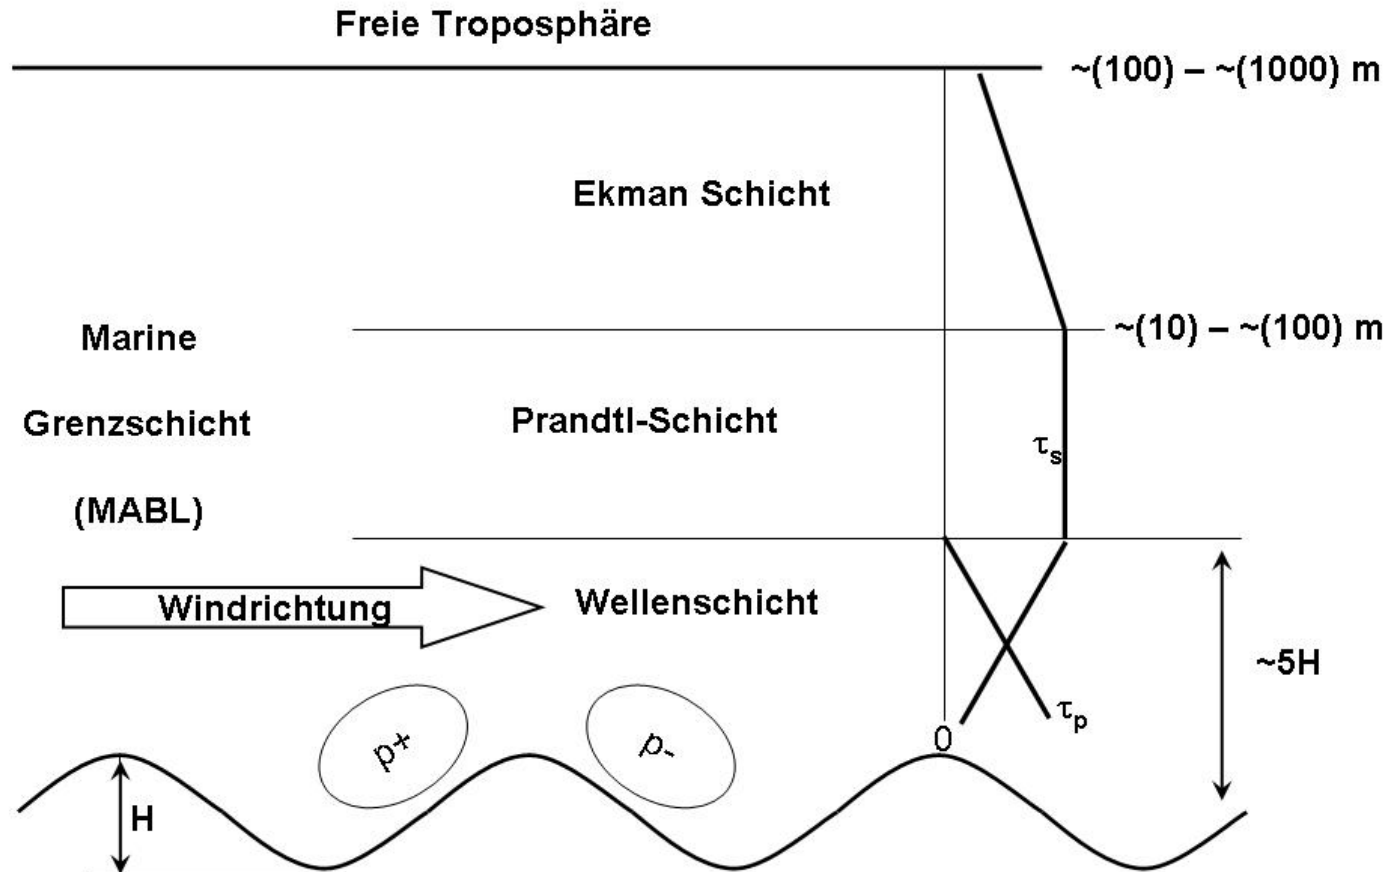 Freie Troposphäre
~(100) – ~(1000) m
Ekman Schicht
~(10) – ~(100) m
Marine
Grenzschicht
(MABL)
Prandtl-Schicht
τs
Windrichtung
Wellenschicht
~5H
p+
p-
0
τp
H